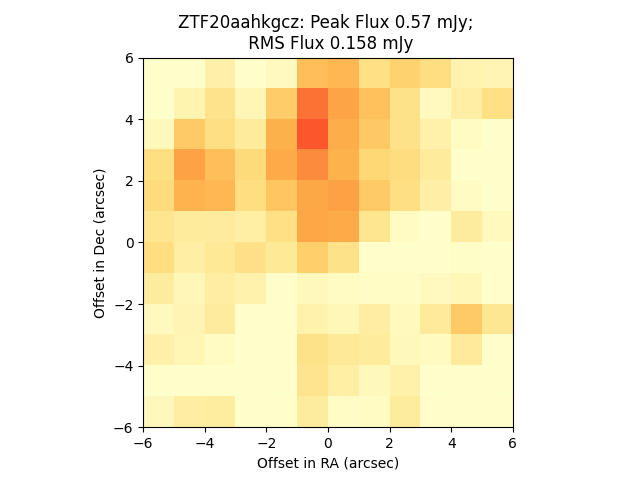 ZTF20aahkgcz: Peak Flux 0.57 mJy;
RMS Flux 0.158 mJy
6
4
2
0
−2
−4
−6
Offset in Dec (arcsec)
−6 −4 −2 0 2 4 6
Offset in RA (arcsec)